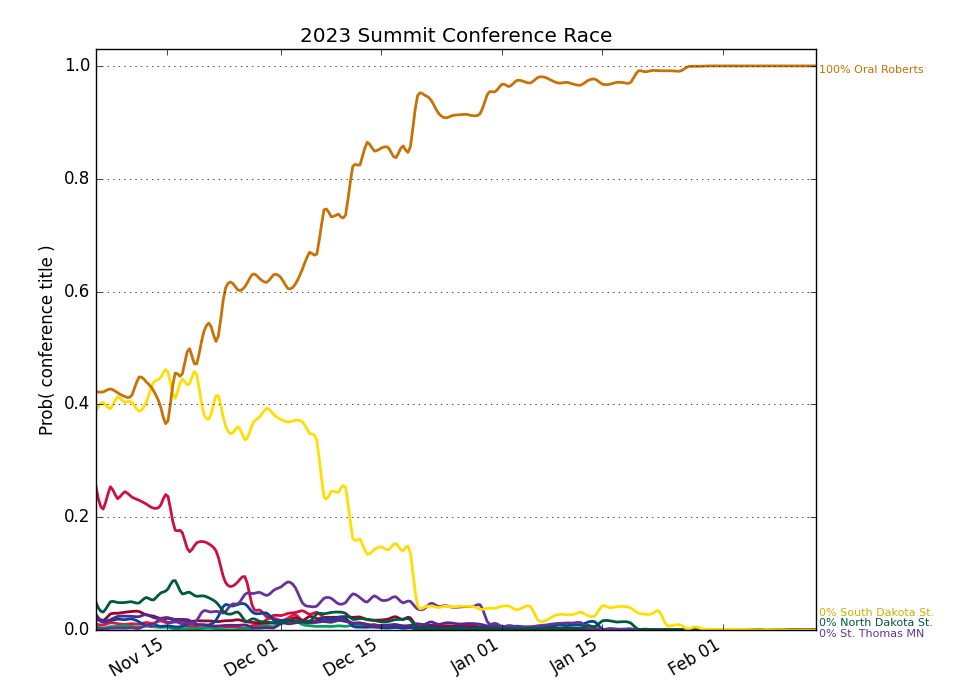 2023 Summit Conference Race
Prob( conference title )
1.0
0.8
0.6
0.4
0.2
0.0
Nov 15
Dec 01
Dec 15
Jan 01
Jan 15
Feb 01
100% Oral Roberts
0% South Dakota St.
0% North Dakota St.
0% St. Thomas MN